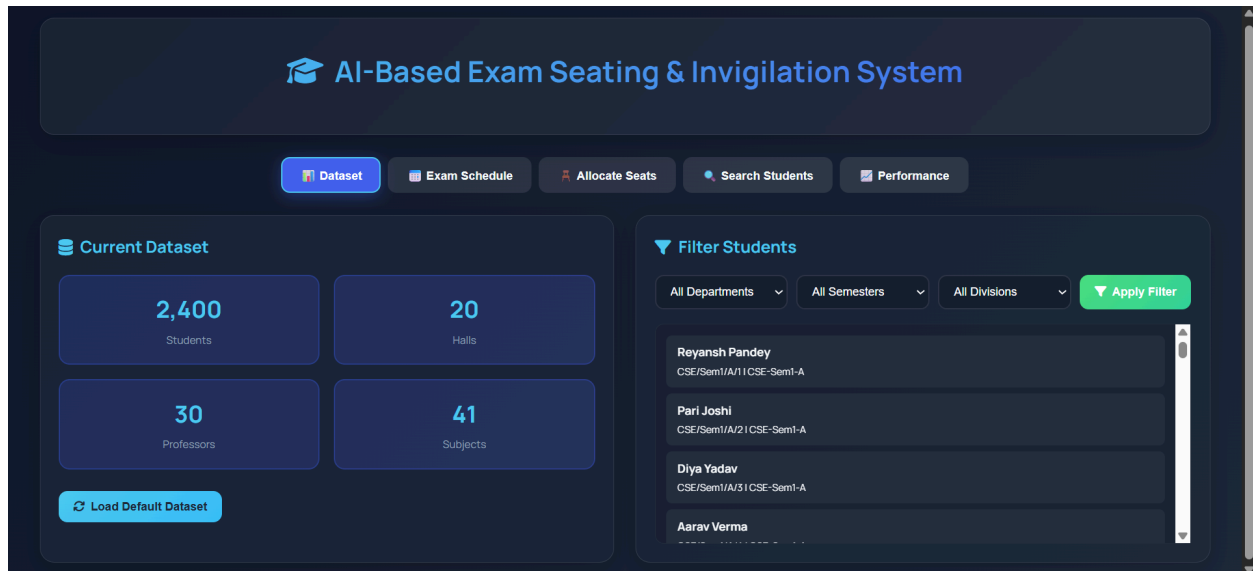 AI-Based Exam Seating & Invigilation System
Dataset
Exam Schedule
Allocate Seats
Search Students
Performance
Current Dataset
2,400
Students
20
Halls
30
Professors
41
Subjects
Load Default Dataset
Filter Students
All Departments
All Semesters
All Divisions
Apply Filter
Reyansh Pandey
CSE/Sem1/A/1 | CSE-Sem1-A
Pari Joshi
CSE/Sem1/A/2 | CSE-Sem1-A
Diya Yadav
CSE/Sem1/A/3 | CSE-Sem1-A
Aarav Verma